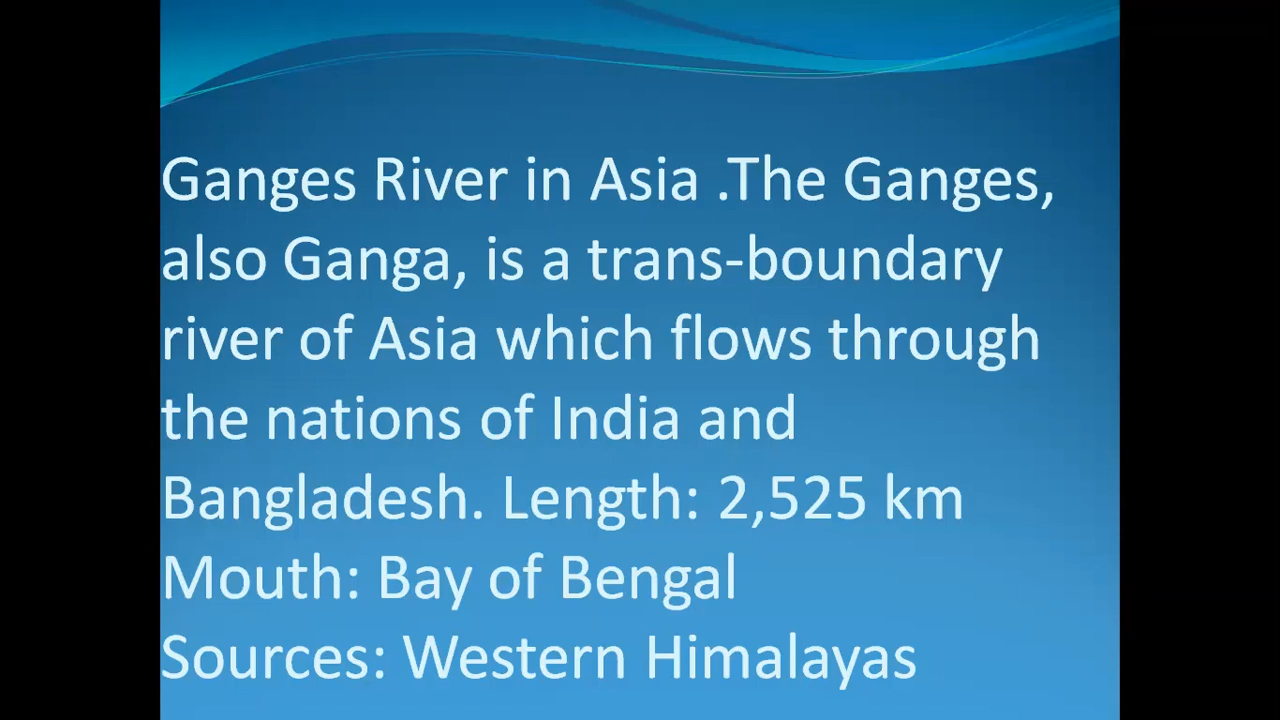 Ganges River in Asia .The Ganges,
also Ganga, is a trans-boundary
river of Asia which flows through
the nations of India and
Bangladesh. Length: 2,525 km
Mouth: Bay of Bengal
Sources: Western Himalayas